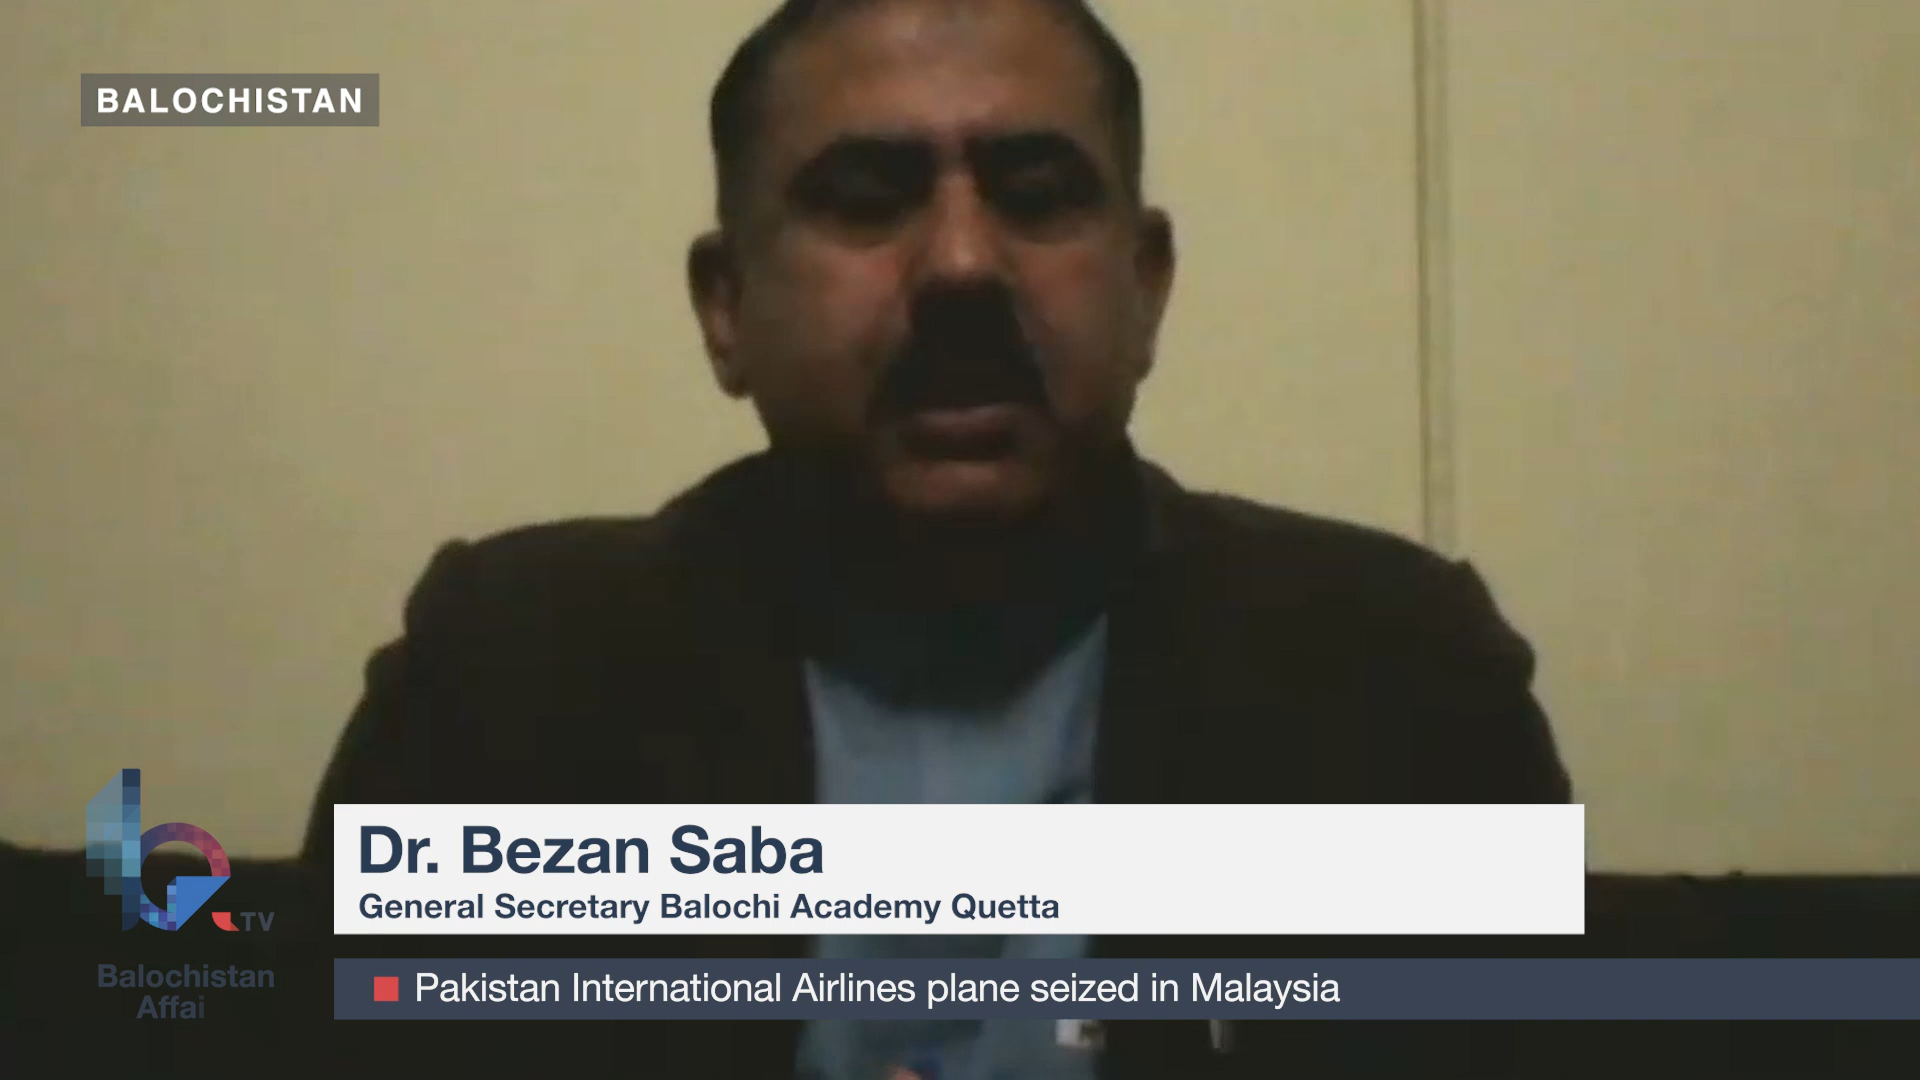 BALOCHISTAN
Dr. Bezan Saba
General Secretary Balochi Academy Quetta
TV
Balochistan
Affai
Pakistan International Airlines plane seized in Malaysia